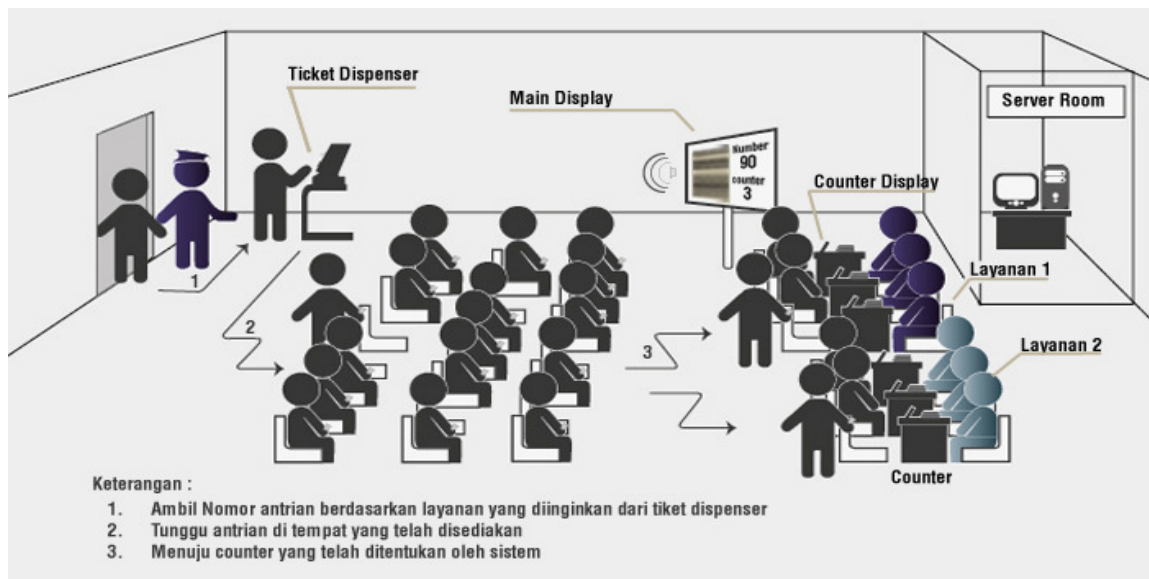 Ticket Dispenser
Main Display
Server Room
Number
90
counter
3
Counter Display
1
Layanan 1
2
3
Layanan 2
Counter
Keterangan :
1. Ambil Nomor antrian berdasarkan layanan yang diinginkan dari tiket dispenser
2. Tunggu antrian di tempat yang telah disediakan
3. Menuju counter yang telah ditentukan oleh sistem